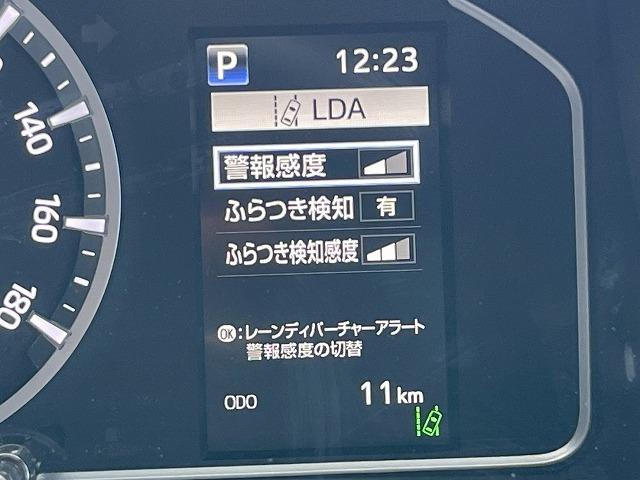 P 12:23
LDA
140
警報感度
160
ふらつき検知 有
ふらつき検知感度
180
OK:レーンディパーチャーアラート
警報感度の切替
ODO 11km